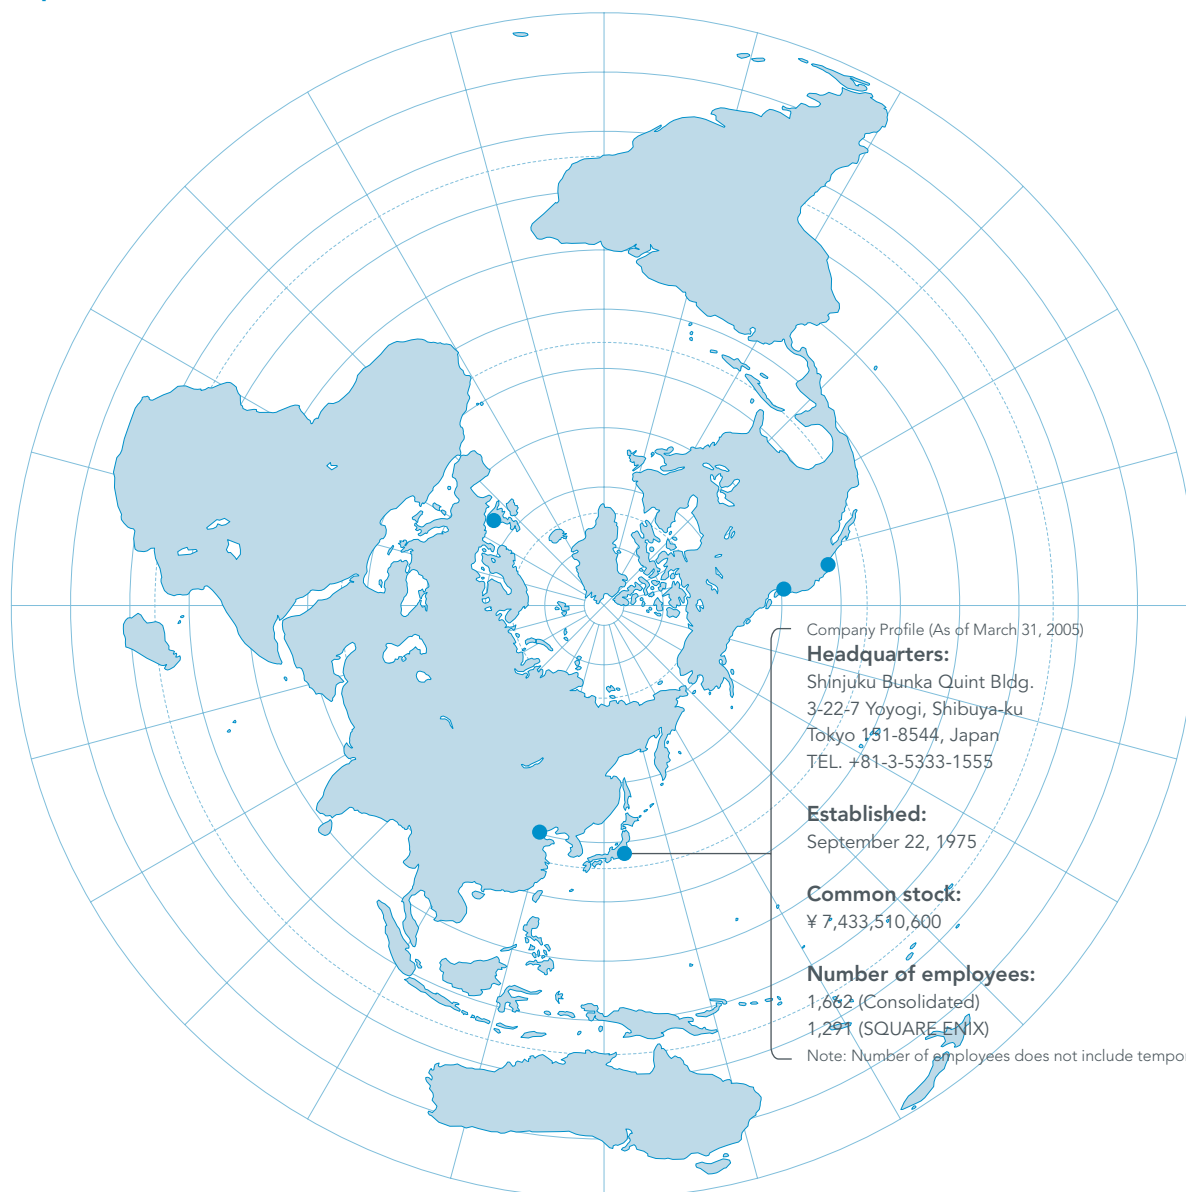 Company Profile (As of March 31, 2005)
Headquarters:
Shinjuku Bunka Quint Bldg.
3-22-7 Yoyogi, Shibuya-ku
Tokyo 151-8544, Japan
TEL. +81-3-5333-1555
Established:
September 22, 1975
Common stock:
¥ 7,433,510,600
Number of employees:
1,662 (Consolidated)
1,291 (SQUARE ENIX)
Note: Number of employees does not include